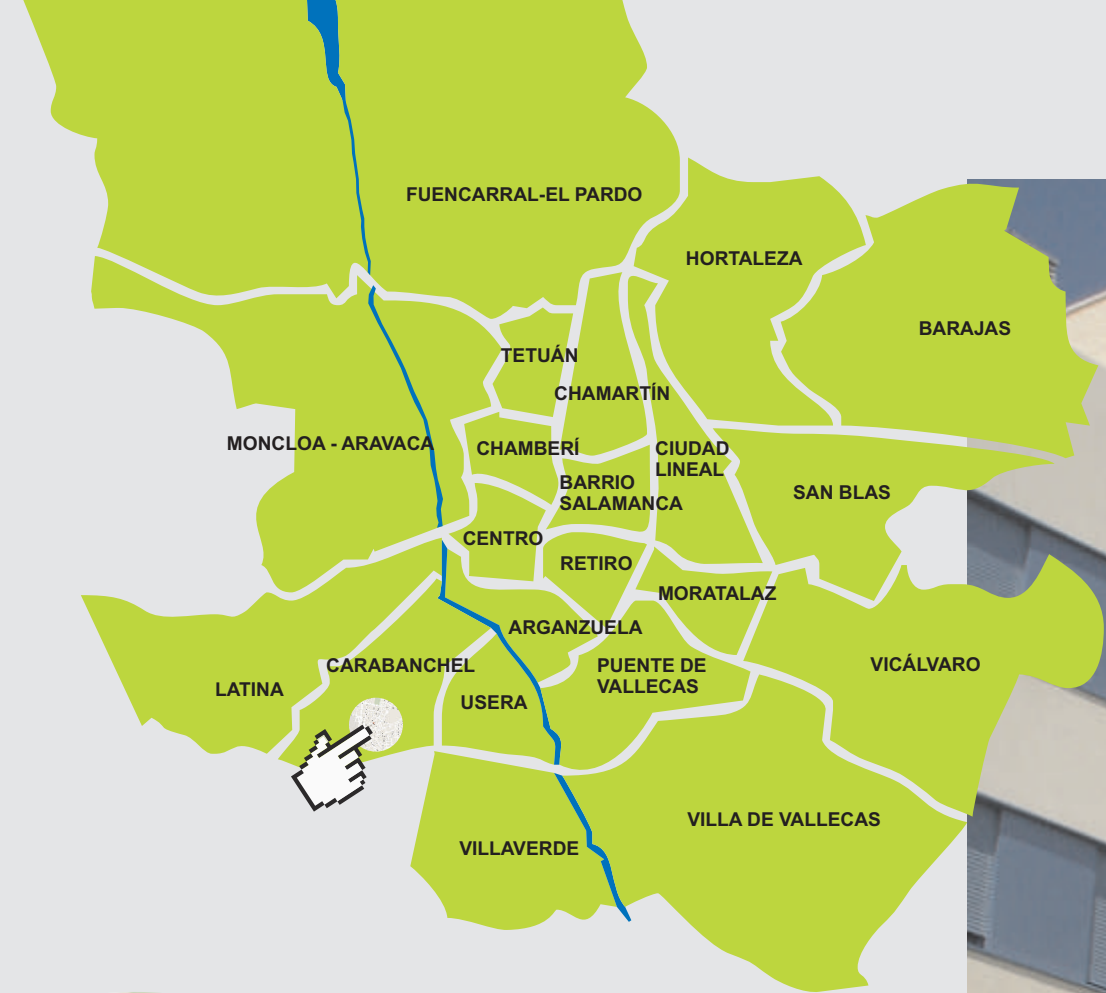 FUENCARRAL-EL PARDO
HORTALEZA
BARAJAS
TETUÁN
CHAMARTÍN
MONCLOA - ARAVACA
CHAMBERÍ
CIUDAD
LINEAL
BARRIO
SALAMANCA
SAN BLAS
CENTRO
RETIRO
MORATALAZ
ARGANZUELA
CARABANCHEL
PUENTE DE
VALLECAS
VICÁLVARO
LATINA
USERA
VILLA DE VALLECAS
VILLAVERDE